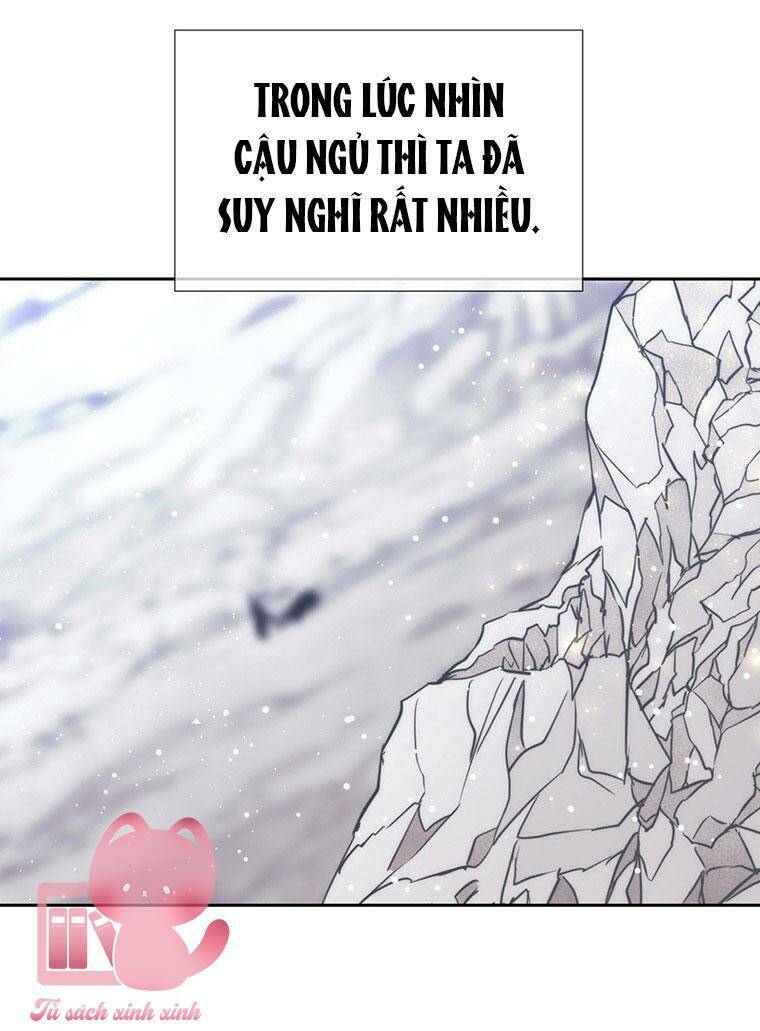 TRONG LÚC NHÌN
CẬU NGỦ THÌ TA ĐÃ
SUY NGHĨ RẤT NHIỀU.
Tủ sách xinh xinh